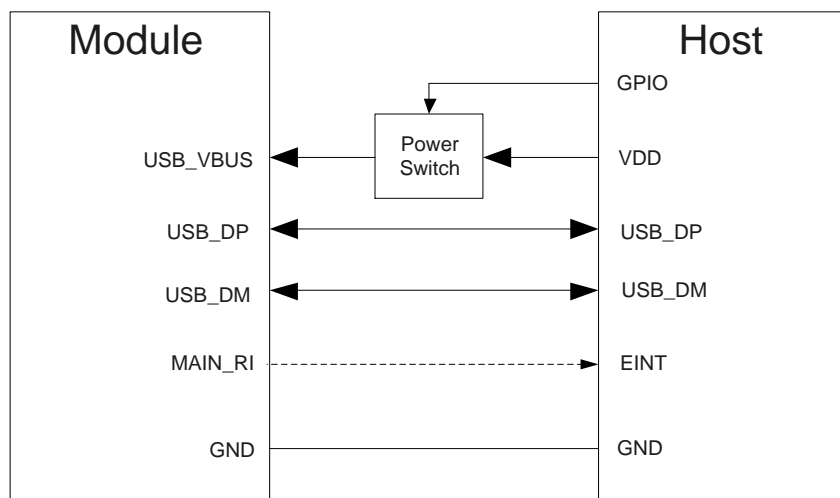 Module
Host
GPIO
Power
Switch
USB_VBUS
VDD
USB_DP
USB_DP
USB_DM
USB_DM
MAIN_RI
EINT
GND
GND